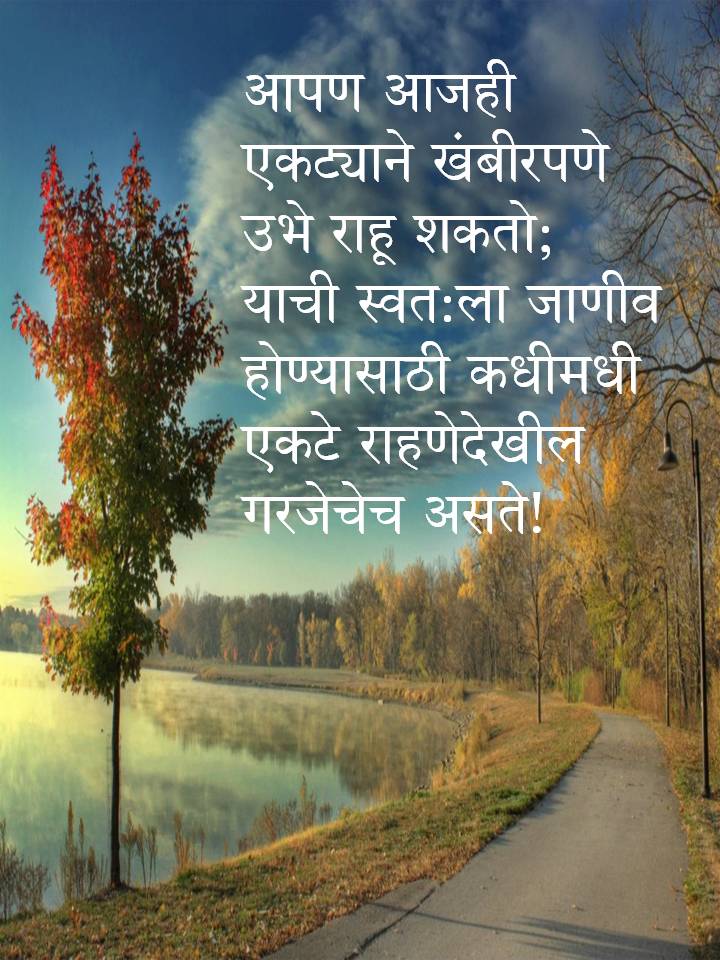 आपण आजही
एकट्याने खंबीरपणे
उभे राहू शकतो;
याची स्वत:ला जाणीव
होण्यासाठी कधीमधी
एकटे राहणेदेखील
गरजेचेच असते!